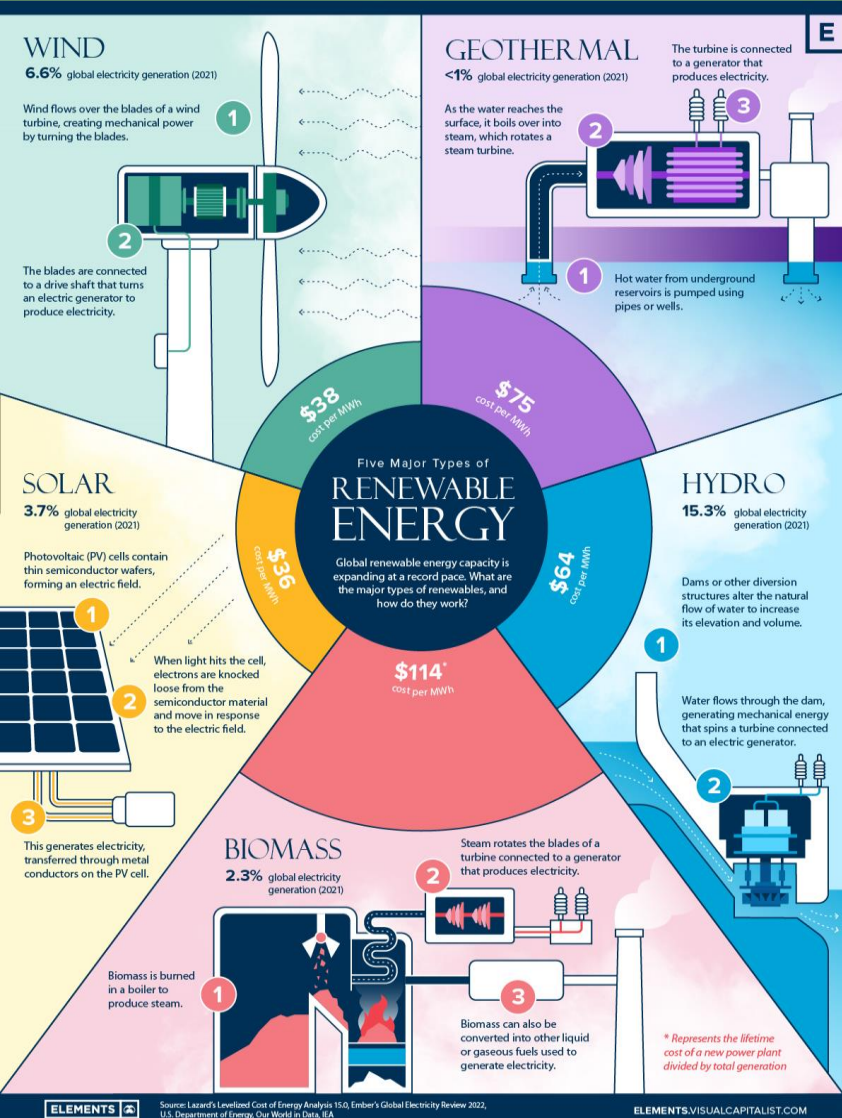 E
WIND
6.6% global electricity generation (2021)
Wind flows over the blades of a wind
turbine, creating mechanical power
by turning the blades.
1
2
The blades are connected
to a drive shaft that turns
an electric generator to
produce electricity.
$38
cost per MWh
GEOTHERMAL
<1% global electricity generation (2021)
The turbine is connected
to a generator that
produces electricity.
3
As the water reaches the
surface, it boils over into
steam, which rotates a
steam turbine.
2
1
Hot water from underground
reservoirs is pumped using
pipes or wells.
$75
cost per MWh
Five Major Types of
RENEWABLE
ENERGY
Global renewable energy capacity is
expanding at a record pace. What are
the major types of renewables, and
how do they work?
SOLAR
3.7% global electricity
generation (2021)
Photovoltaic (PV) cells contain
thin semiconductor wafers,
forming an electric field.
1
When light hits the cell,
electrons are knocked
loose from the
semiconductor material
and move in response
to the electric field.
2
3
This generates electricity,
transferred through metal
conductors on the PV cell.
$36
cost per MWh
HYDRO
15.3% global electricity
generation (2021)
Dams or other diversion
structures alter the natural
flow of water to increase
its elevation and volume.
1
Water flows through the dam,
generating mechanical energy
that spins a turbine connected
to an electric generator.
2
$64
cost per MWh
$114*
cost per MWh
BIOMASS
2.3% global electricity
generation (2021)
Steam rotates the blades of a
turbine connected to a generator
that produces electricity.
2
Biomass is burned
in a boiler to
produce steam.
1
3
Biomass can also be
converted into other liquid
or gaseous fuels used to
generate electricity.
* Represents the lifetime
cost of a new power plant
divided by total generation
ELEMENTS
Source: Lazard's Levelized Cost of Energy Analysis 15.0, Ember's Global Electricity Review 2022,
U.S. Department of Energy, Our World in Data, IEA
ELEMENTS.VISUALCAPITALIST.COM